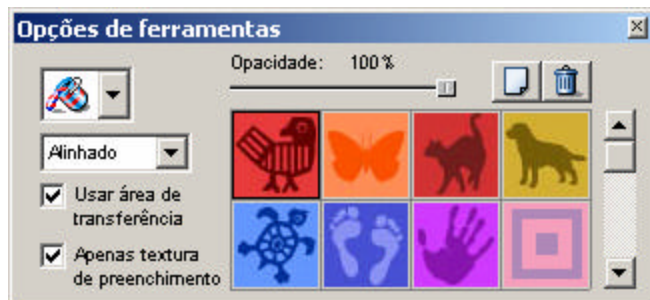 Opções de ferramentas
Opacidade: 100 %
Alinhado
Usar área de
transferência
Apenas textura
de preenchimento